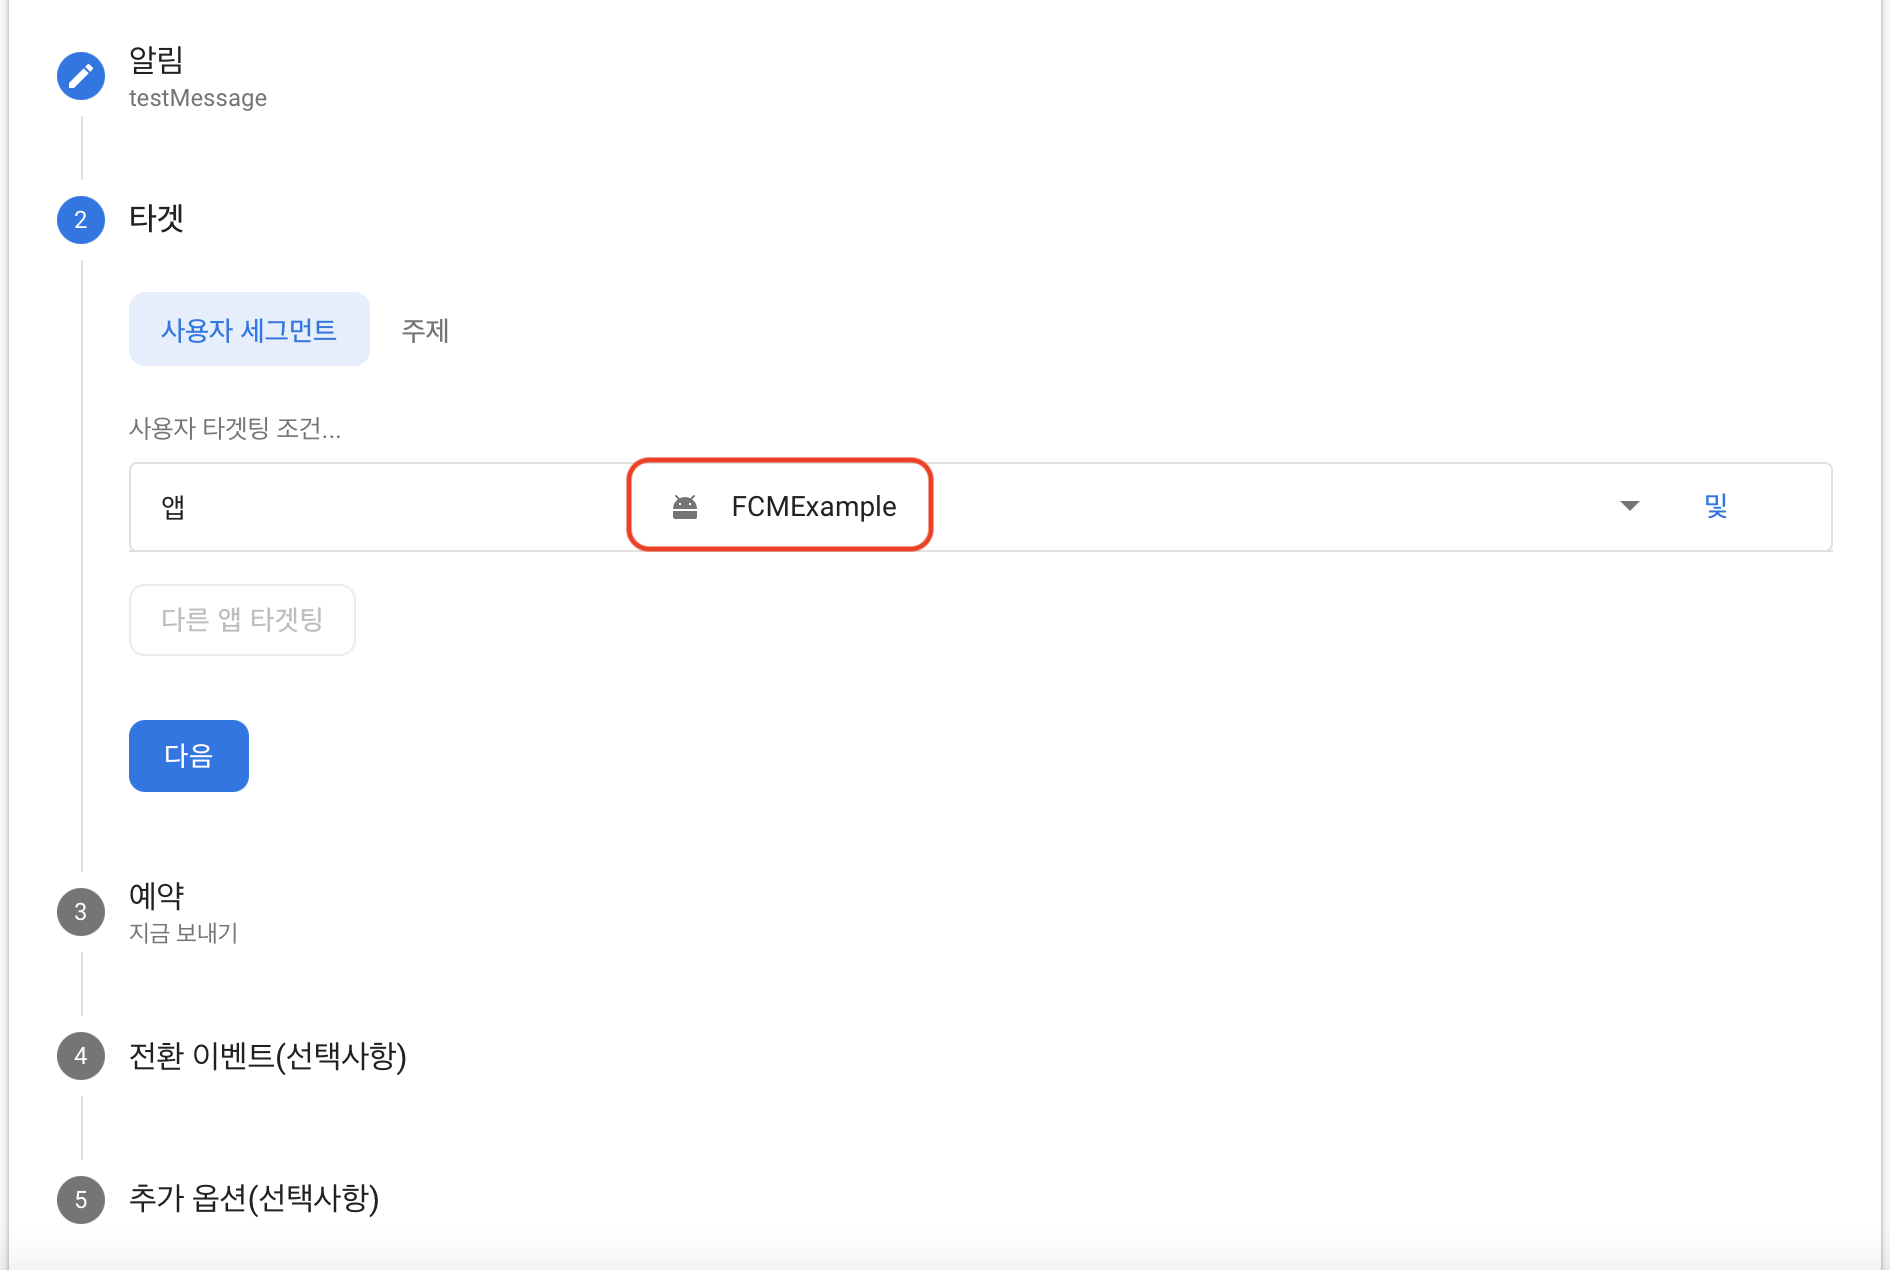 알림
testMessage
2
타겟
사용자 세그먼트 주제
사용자 타겟팅 조건...
앱 FCMExample 및
다른 앱 타겟팅
다음
3
예약
지금 보내기
4
전환 이벤트(선택사항)
5
추가 옵션(선택사항)